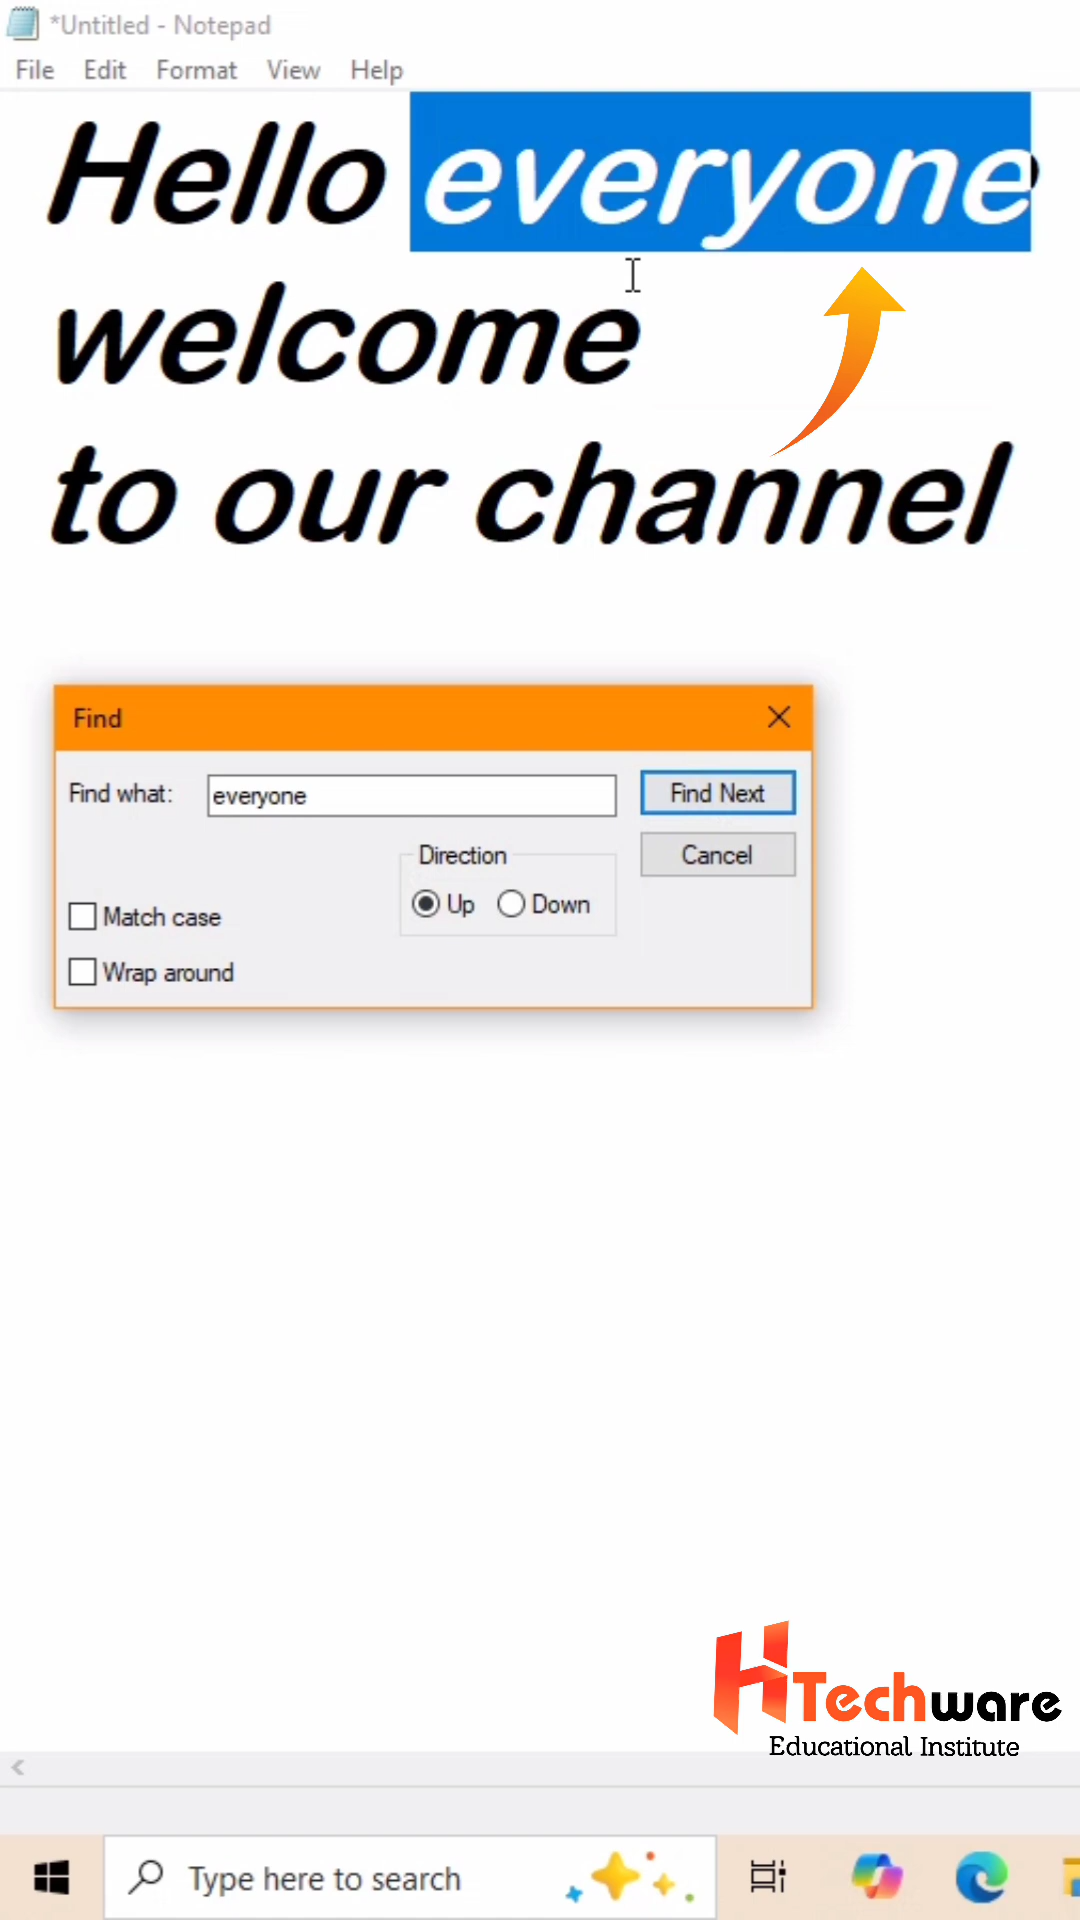 *Untitled - Notepad
File Edit Format View Help
Hello everyone
welcome
to our channel
Find
Find what: everyone Find Next
Direction Cancel
Up Down
Match case
Wrap around
HTechware
Educational Institute
Type here to search